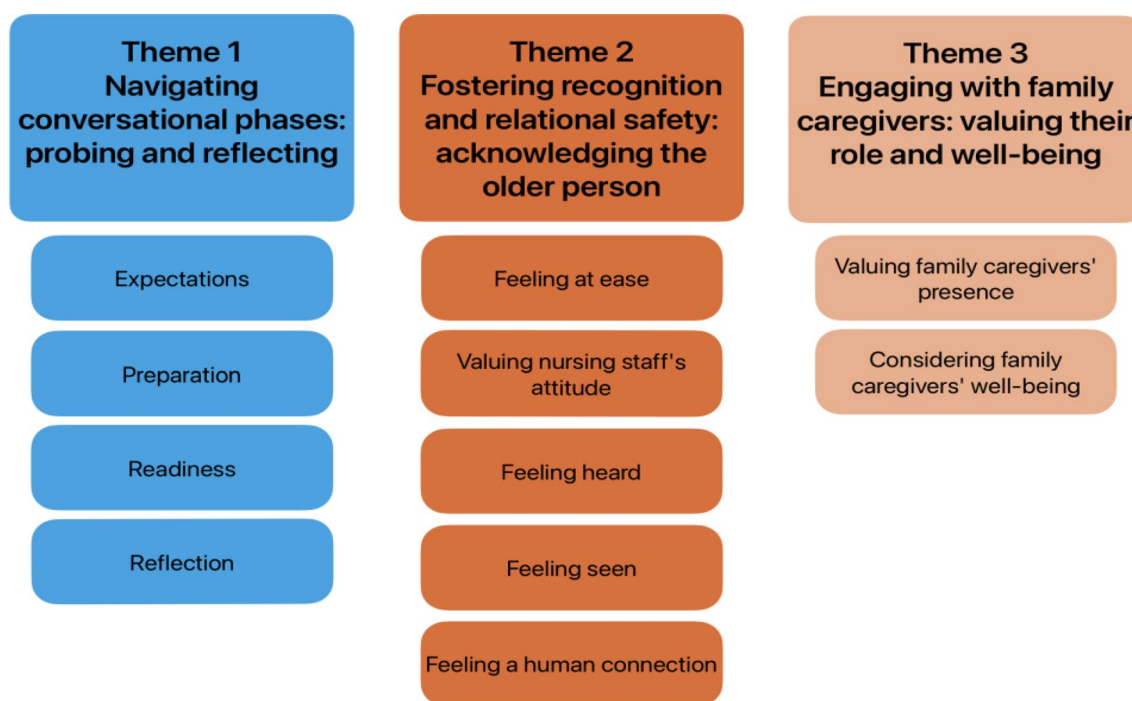 Theme 1
Navigating
conversational phases:
probing and reflecting
Expectations
Preparation
Readiness
Reflection
Theme 2
Fostering recognition
and relational safety:
acknowledging the
older person
Feeling at ease
Valuing nursing staff's
attitude
Feeling heard
Feeling seen
Feeling a human connection
Theme 3
Engaging with family
caregivers: valuing their
role and well-being
Valuing family caregivers'
presence
Considering family
caregivers' well-being